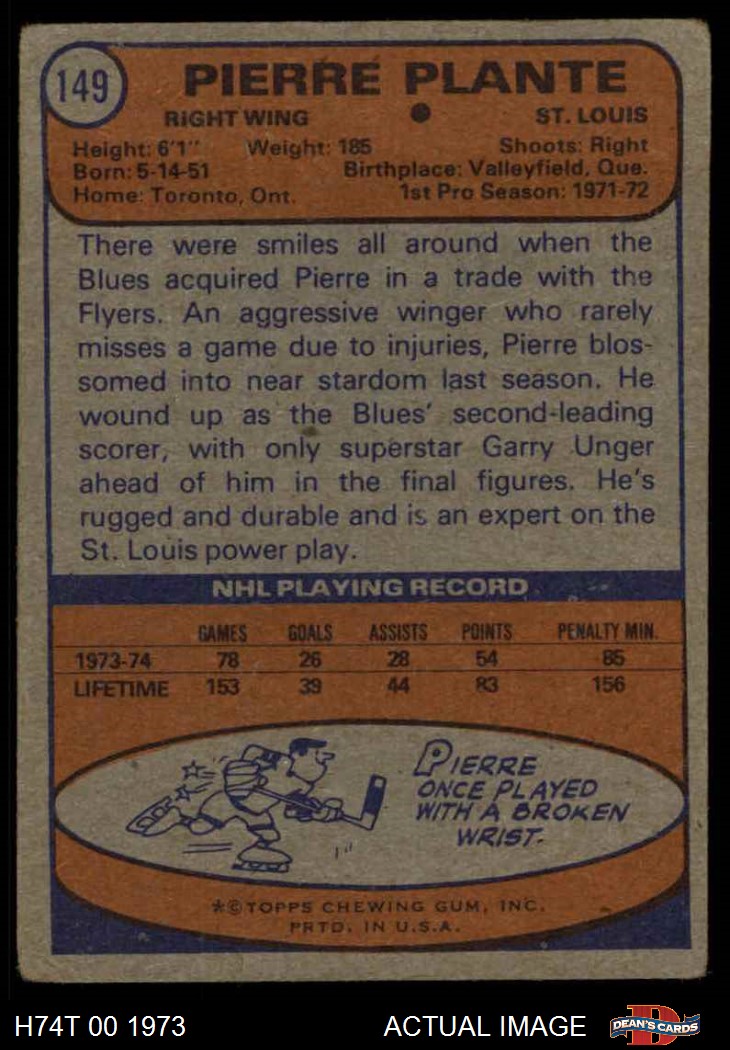 149
PIERRE PLANTE
RIGHT WING ● ST. LOUIS
Height: 6'1" Weight: 185 Shoots: Right
Born: 5-14-51 Birthplace: Valleyfield, Que.
Home: Toronto, Ont. 1st Pro Season: 1971-72
There were smiles all around when the
Blues acquired Pierre in a trade with the
Flyers. An aggressive winger who rarely
misses a game due to injuries, Pierre blos-
somed into near stardom last season. He
wound up as the Blues' second-leading
scorer, with only superstar Garry Unger
ahead of him in the final figures. He's
rugged and durable and is an expert on the
St. Louis power play.
NHL PLAYING RECORD
GAMES GOALS ASSISTS POINTS PENALTY MIN.
1973-74 78 26 28 54 85
LIFETIME 153 39 44 83 156
PIERRE
ONCE PLAYED
WITH A BROKEN
WRIST.
*©TOPPS CHEWING GUM, INC.
PRTD. IN U.S.A.
H74T 00 1973 ACTUAL IMAGE DEAN'S CARDS